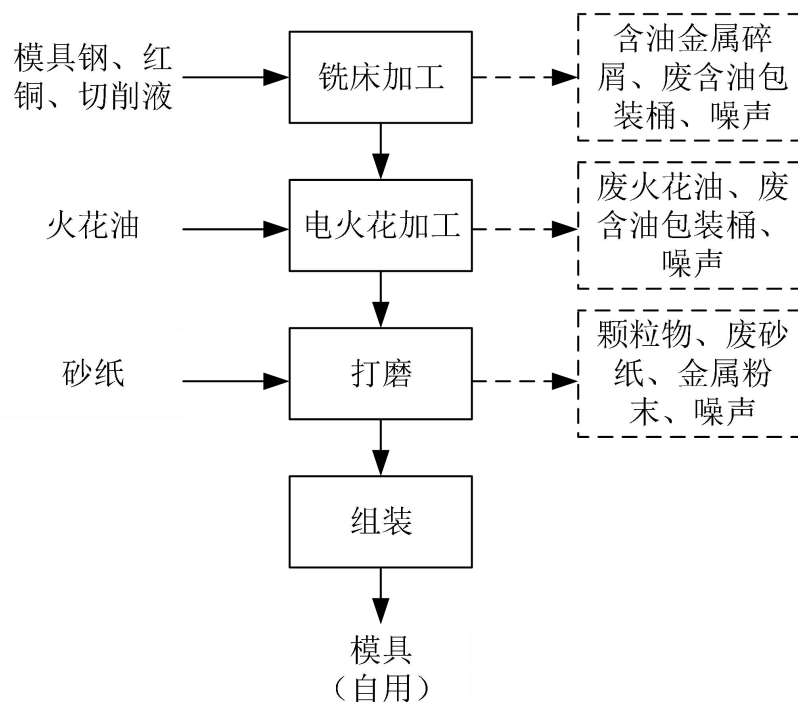 模具钢、红
铜、切削液
铣床加工
含油金属碎
屑、废含油包
装桶、噪声
火花油
电火花加工
废火花油、废
含油包装桶、
噪声
砂纸
打磨
颗粒物、废砂
纸、金属粉
末、噪声
组装
模具
（自用）